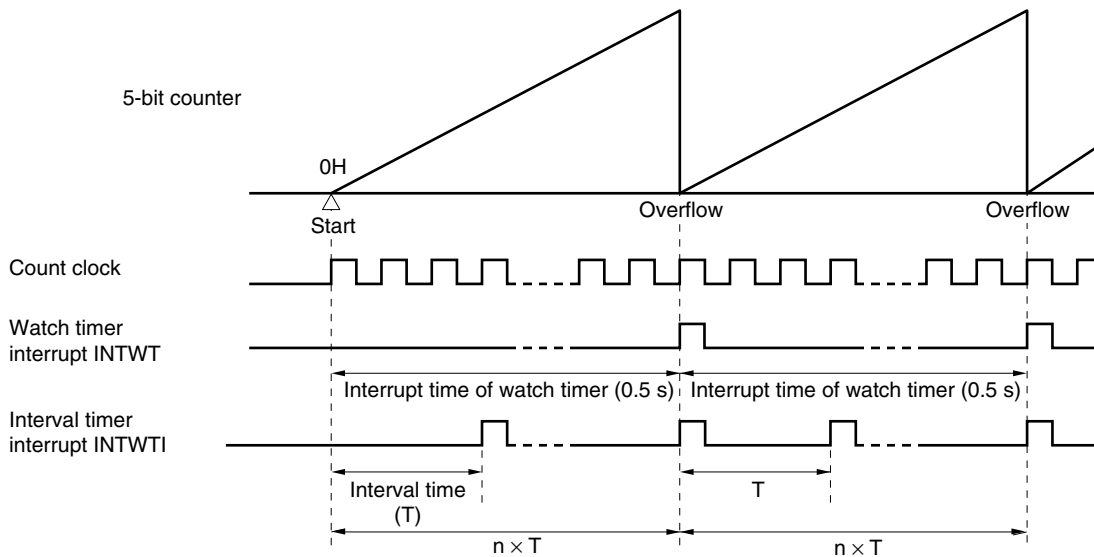 5-bit counter
0H
Start
Overflow
Overflow
Count clock
Watch timer
interrupt INTWT
Interrupt time of watch timer (0.5 s)
Interrupt time of watch timer (0.5 s)
Interval timer
interrupt INTWTI
Interval time
(T)
T
n × T
n × T